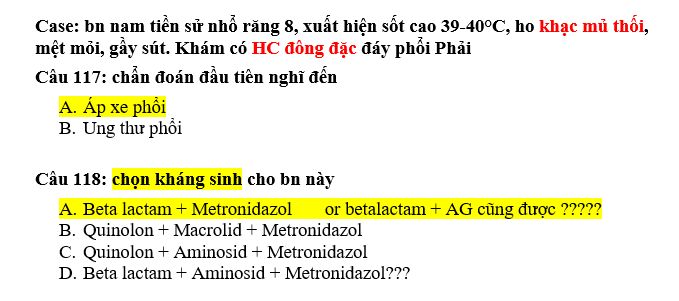 Case: bn nam tiền sử nhổ răng 8, xuất hiện sốt cao 39-40°C, ho khạc mủ thối,
mệt mỏi, gầy sút. Khám có HC đông đặc đáy phổi Phải
Câu 117: chẩn đoán đầu tiên nghĩ đến
A. Áp xe phổi
B. Ung thư phổi
Câu 118: chọn kháng sinh cho bn này
A. Beta lactam + Metronidazol or betalactam + AG cũng được ?????
B. Quinolon + Macrolid + Metronidazol
C. Quinolon + Aminosid + Metronidazol
D. Beta lactam + Aminosid + Metronidazol???